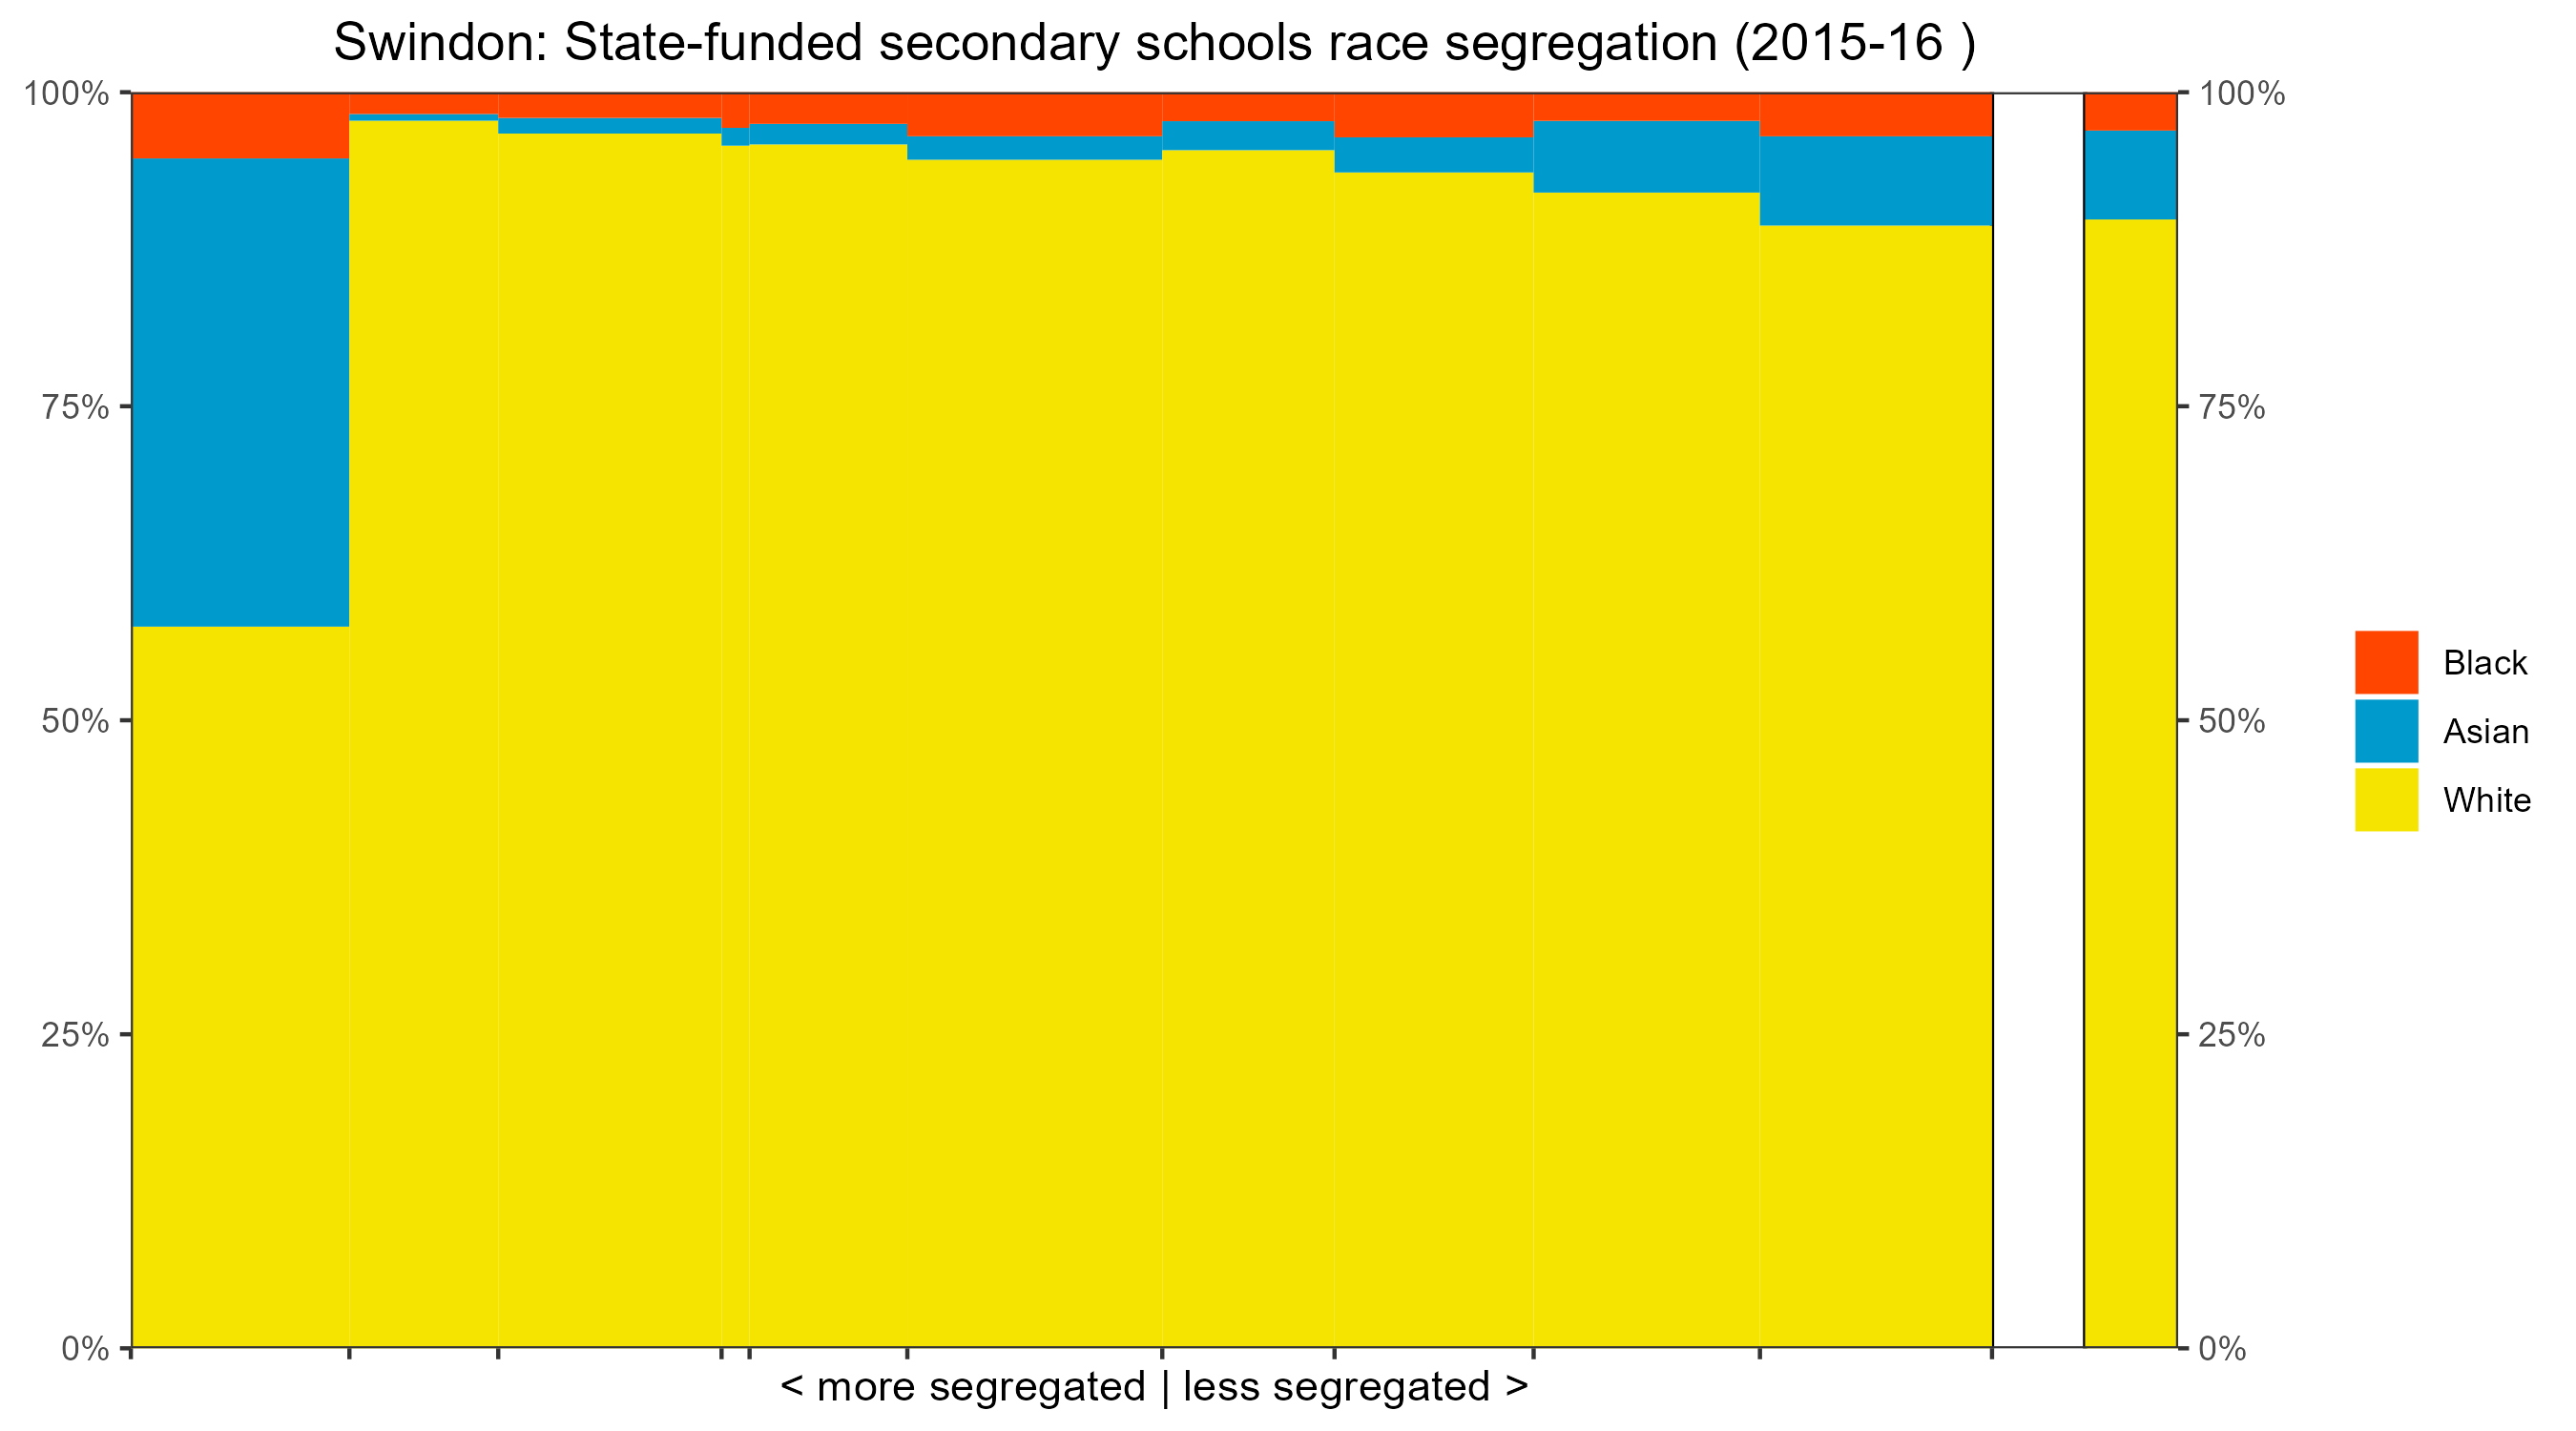 Swindon: State-funded secondary schools race segregation (2015-16 )
100%
75%
50%
25%
0%
100%
75%
50%
25%
0%
Black
Asian
White
< more segregated | less segregated >